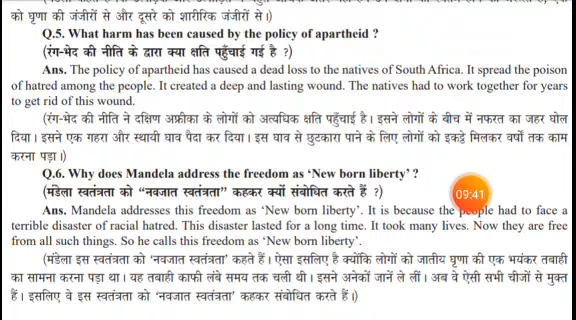 को घृणा की जंजीरों से और दूसरे को शारीरिक जंजीरों से।)
Q.5. What harm has been caused by the policy of apartheid ?
(रंग-भेद की नीति के द्वारा क्या क्षति पहुँचाई गई है ?)
Ans. The policy of apartheid has caused a dead loss to the natives of South Africa. It spread the poison
of hatred among the people. It created a deep and lasting wound. The natives had to work together for years
to get rid of this wound.
(रंग-भेद की नीति ने दक्षिण अफ्रीका के लोगों को अत्यधिक क्षति पहुँचाई है। इसने लोगों के बीच में नफरत का जहर घोल
दिया। इसने एक गहरा और स्थायी घाव पैदा कर दिया। इस घाव से छुटकारा पाने के लिए लोगों को इकट्ठे मिलकर वर्षों तक काम
करना पड़ा।)
Q.6. Why does Mandela address the freedom as ‘New born liberty’ ?
(मंडेला स्वतंत्रता को “नवजात स्वतंत्रता” कहकर क्यों संबोधित करते हैं ?)
09:41
Ans. Mandela addresses this freedom as ‘New born liberty’. It is because the people had to face a
terrible disaster of racial hatred. This disaster lasted for a long time. It took many lives. Now they are free
from all such things. So he calls this freedom as ‘New born liberty’.
(मंडेला इस स्वतंत्रता को ‘नवजात स्वतंत्रता’ कहते हैं। ऐसा इसलिए है क्योंकि लोगों को जातीय घृणा की एक भयंकर तबाही
का सामना करना पड़ा था। यह तबाही काफी लंबे समय तक चली थी। इसने अनेकों जानें ले लीं। अब वे ऐसी सभी चीजों से मुक्त
हैं। इसलिए वे इस स्वतंत्रता को ‘नवजात स्वतंत्रता’ कहकर संबोधित करते हैं।)